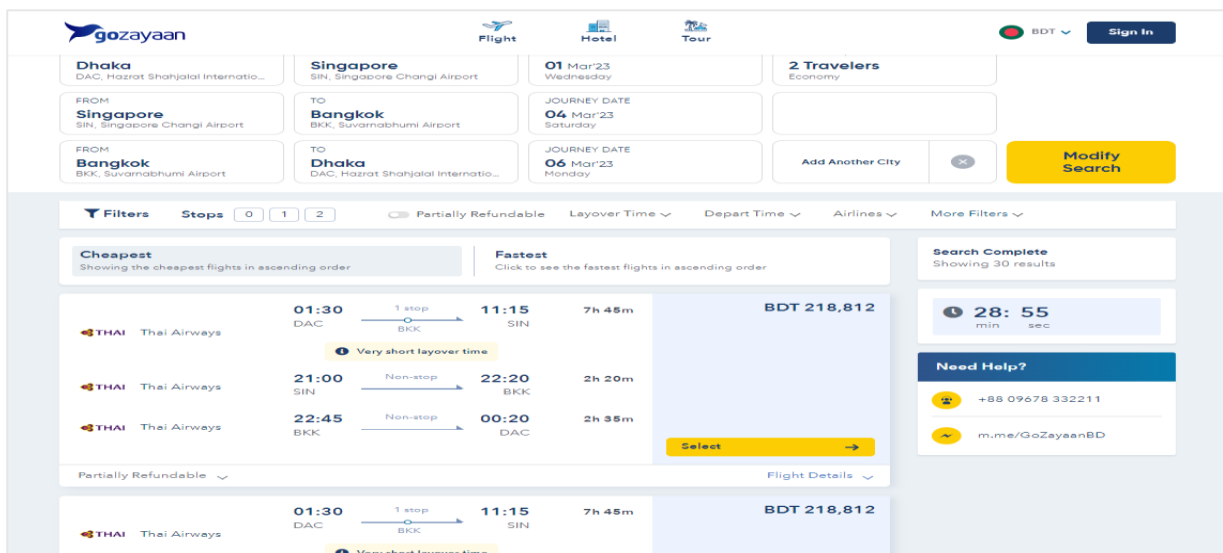 gozayaan
Flight
Hotel
Tour
BDT
Sign In
Dhaka
DAC, Hazrat Shahjalal Internatio...
Singapore
SIN, Singapore Changi Airport
01 Mar'23
Wednesday
2 Travelers
Economy
FROM
Singapore
SIN, Singapore Changi Airport
TO
Bangkok
BKK, Suvarnabhumi Airport
JOURNEY DATE
04 Mar'23
Saturday
FROM
Bangkok
BKK, Suvarnabhumi Airport
TO
Dhaka
DAC, Hazrat Shahjalal Internatio...
JOURNEY DATE
06 Mar'23
Monday
Add Another City
Modify
Search
Filters
Stops 0 1 2
Partially Refundable
Layover Time
Depart Time
Airlines
More Filters
Cheapest
Showing the cheapest flights in ascending order
Fastest
Click to see the fastest flights in ascending order
Search Complete
Showing 30 results
THAI Thai Airways
01:30
DAC
1 stop
BKK
11:15
SIN
7h 45m
BDT 218,812
Very short layover time
THAI Thai Airways
21:00
SIN
Non-stop
22:20
BKK
2h 20m
THAI Thai Airways
22:45
BKK
Non-stop
00:20
DAC
2h 35m
Select
Partially Refundable
Flight Details
28: 55
min sec
Need Help?
+88 09678 332211
m.me/GoZayaanBD
THAI Thai Airways
01:30
DAC
1 stop
BKK
11:15
SIN
7h 45m
BDT 218,812
Very short layover time